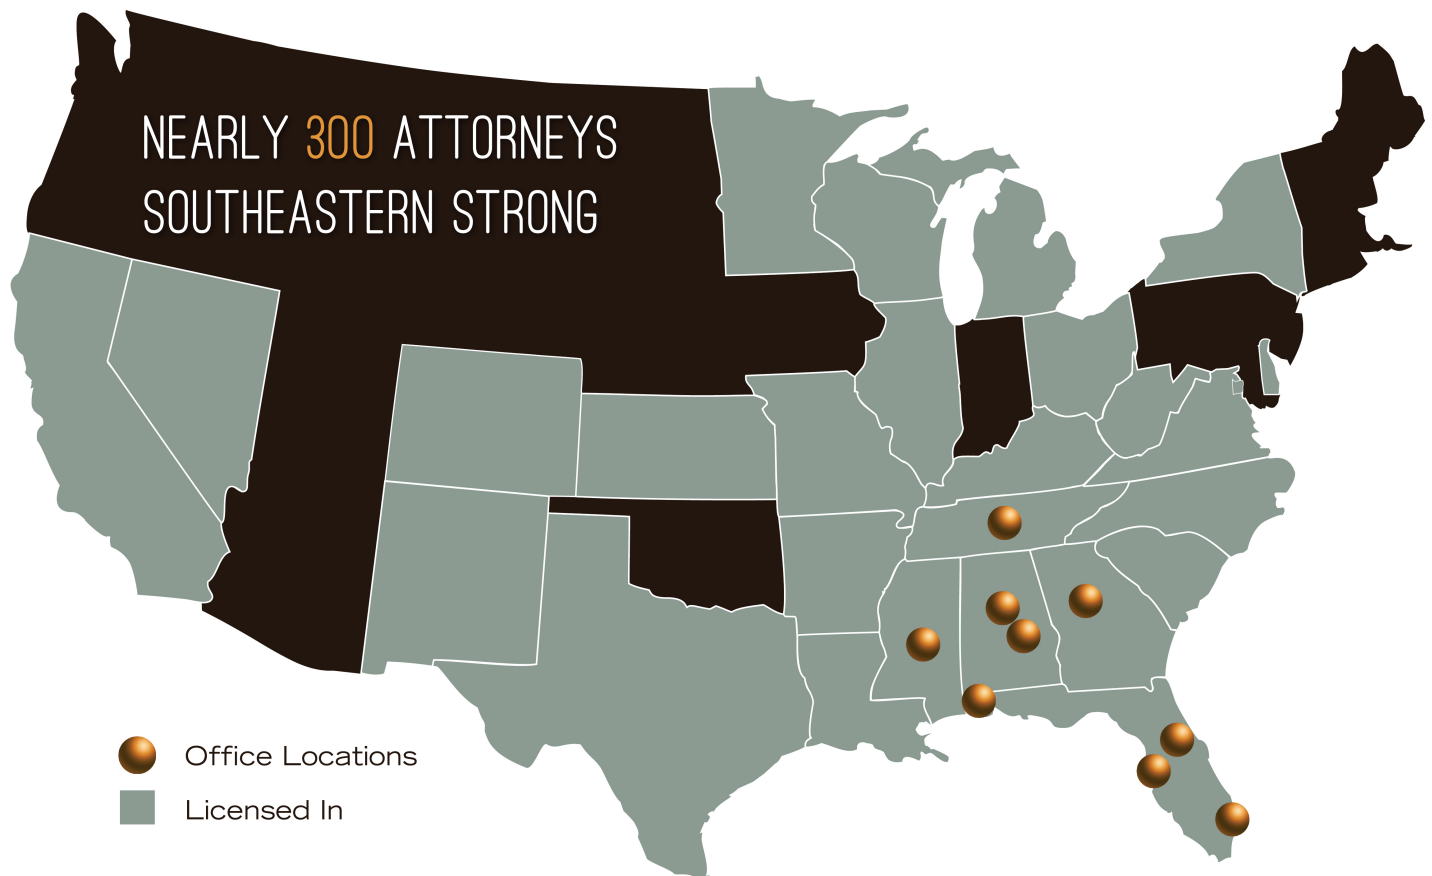 NEARLY 300 ATTORNEYS
SOUTHEASTERN STRONG
Office Locations
Licensed In